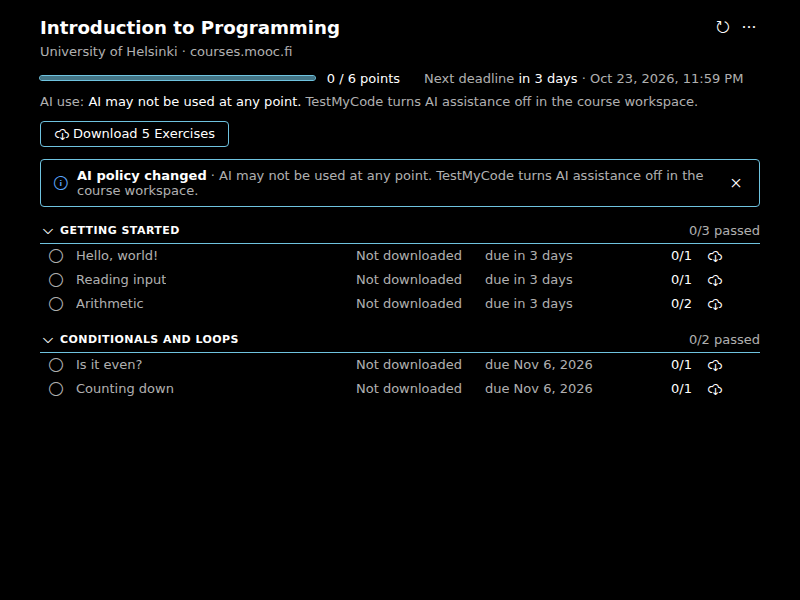 Introduction to Programming
University of Helsinki · courses.mooc.fi
0 / 6 points Next deadline in 3 days · Oct 23, 2026, 11:59 PM
AI use: AI may not be used at any point. TestMyCode turns AI assistance off in the course workspace.
Download 5 Exercises
AI policy changed · AI may not be used at any point. TestMyCode turns AI assistance off in the
course workspace.
GETTING STARTED 0/3 passed
Hello, world! Not downloaded due in 3 days 0/1
Reading input Not downloaded due in 3 days 0/1
Arithmetic Not downloaded due in 3 days 0/2
CONDITIONALS AND LOOPS 0/2 passed
Is it even? Not downloaded due Nov 6, 2026 0/1
Counting down Not downloaded due Nov 6, 2026 0/1